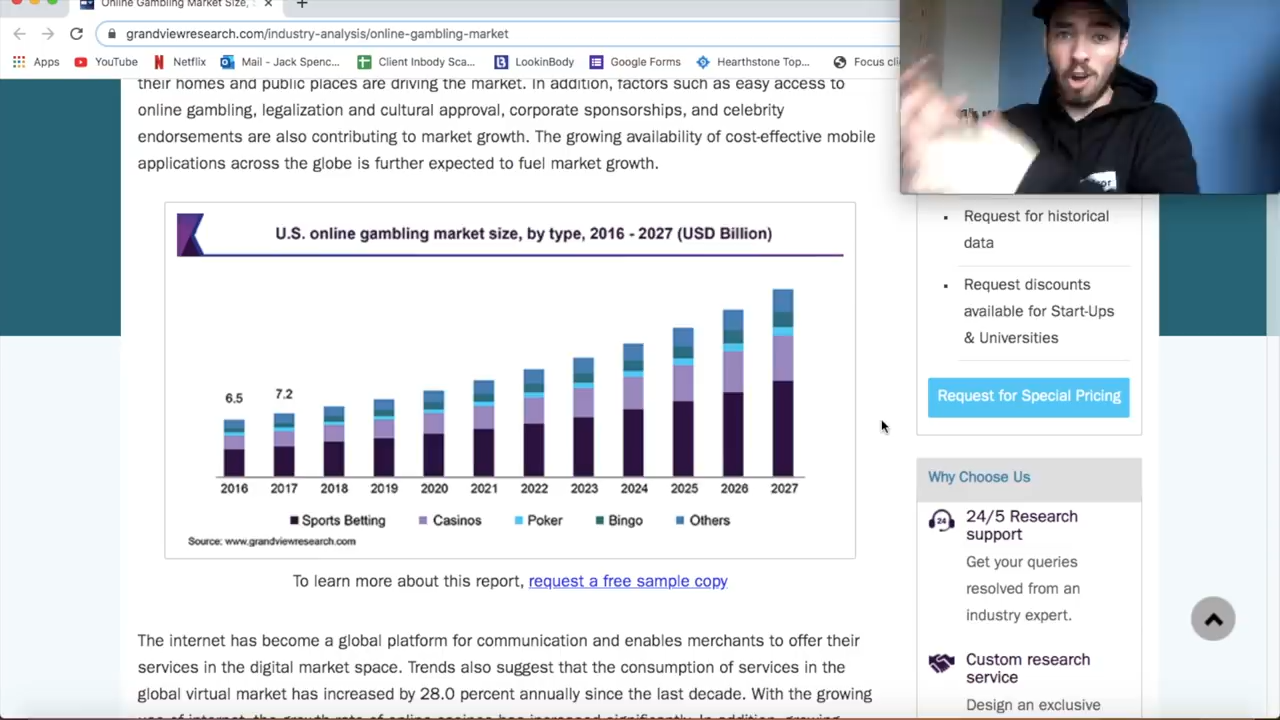 Online Gambling Market Size,
grandviewresearch.com/industry-analysis/online-gambling-market
Apps YouTube Netflix Mail - Jack Spenc... Client Inbody Sca... LookinBody Google Forms Hearthstone Top... Focus cli
their homes and public places are driving the market. In addition, factors such as easy access to
online gambling, legalization and cultural approval, corporate sponsorships, and celebrity
endorsements are also contributing to market growth. The growing availability of cost-effective mobile
applications across the globe is further expected to fuel market growth.
U.S. online gambling market size, by type, 2016 - 2027 (USD Billion)
6.5 7.2
2016 2017 2018 2019 2020 2021 2022 2023 2024 2025 2026 2027
Sports Betting Casinos Poker Bingo Others
Source: www.grandviewresearch.com
To learn more about this report, request a free sample copy
The internet has become a global platform for communication and enables merchants to offer their
services in the digital market space. Trends also suggest that the consumption of services in the
global virtual market has increased by 28.0 percent annually since the last decade. With the growing
Request for historical
data
Request discounts
available for Start-Ups
& Universities
Request for Special Pricing
Why Choose Us
24
24/5 Research
support
Get your queries
resolved from an
industry expert.
Custom research
service
Design an exclusive